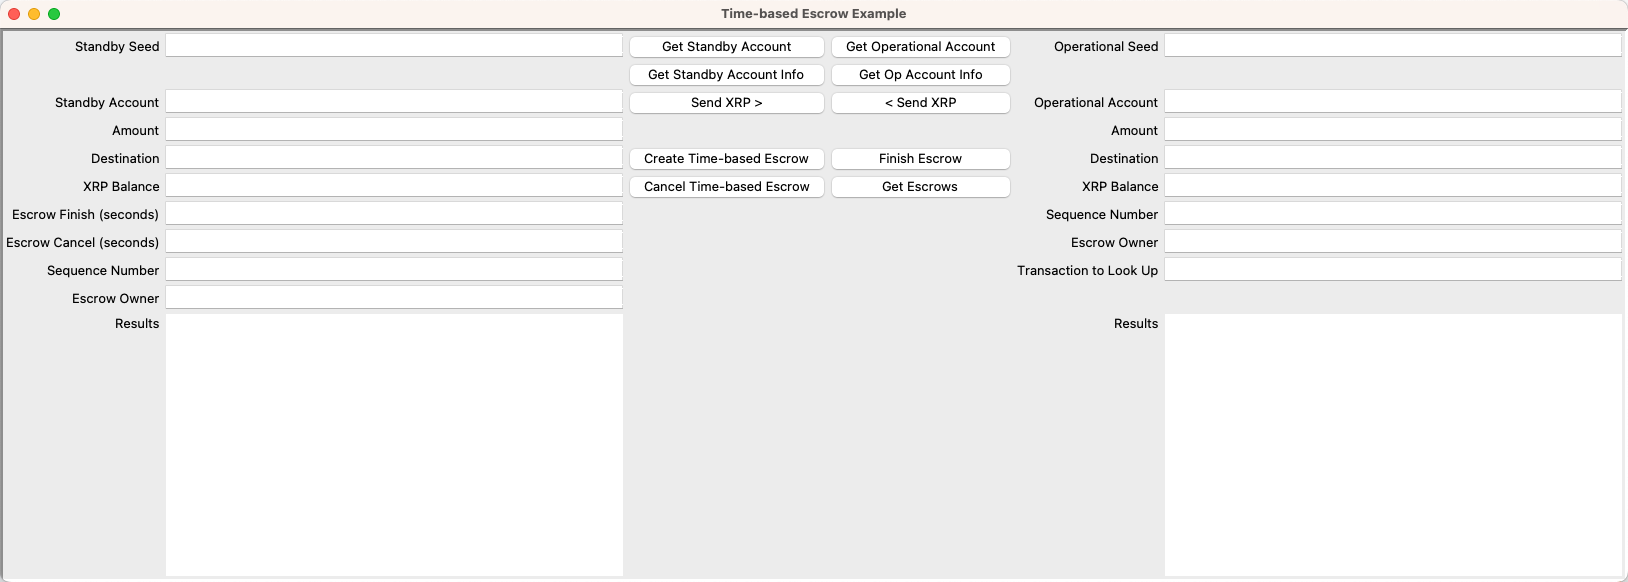 Time-based Escrow Example
Standby Seed Get Standby Account Get Operational Account Operational Seed
Get Standby Account Info Get Op Account Info
Standby Account Send XRP > < Send XRP Operational Account
Amount Amount
Destination Create Time-based Escrow Finish Escrow Destination
XRP Balance Cancel Time-based Escrow Get Escrows XRP Balance
Escrow Finish (seconds) Sequence Number
Escrow Cancel (seconds) Escrow Owner
Sequence Number Transaction to Look Up
Escrow Owner
Results Results